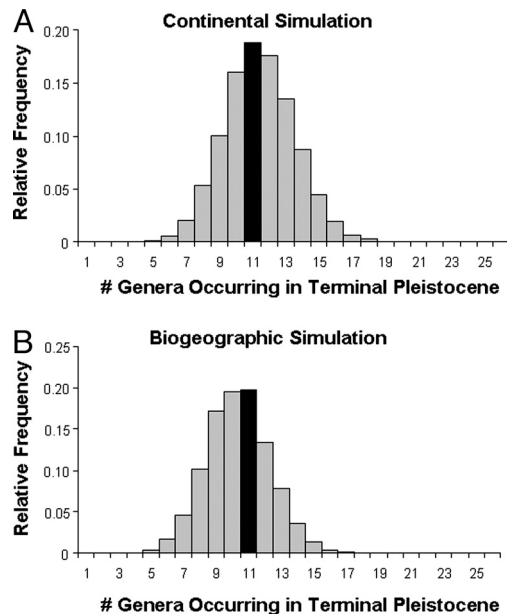 A
Continental Simulation
Relative Frequency
0.20
0.15
0.10
0.05
0
1 3 5 7 9 11 13 15 17 19 21 23 25
# Genera Occurring in Terminal Pleistocene
B
Biogeographic Simulation
Relative Frequency
0.25
0.20
0.15
0.10
0.05
0
1 3 5 7 9 11 13 15 17 19 21 23 25
# Genera Occurring in Terminal Pleistocene